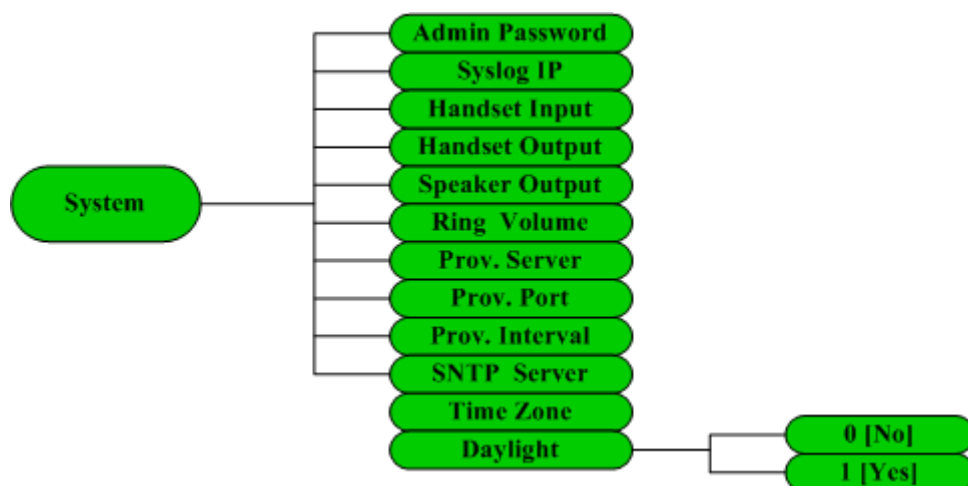 System
Admin Password
Syslog IP
Handset Input
Handset Output
Speaker Output
Ring Volume
Prov. Server
Prov. Port
Prov. Interval
SNTP Server
Time Zone
Daylight
0 [No]
1 [Yes]